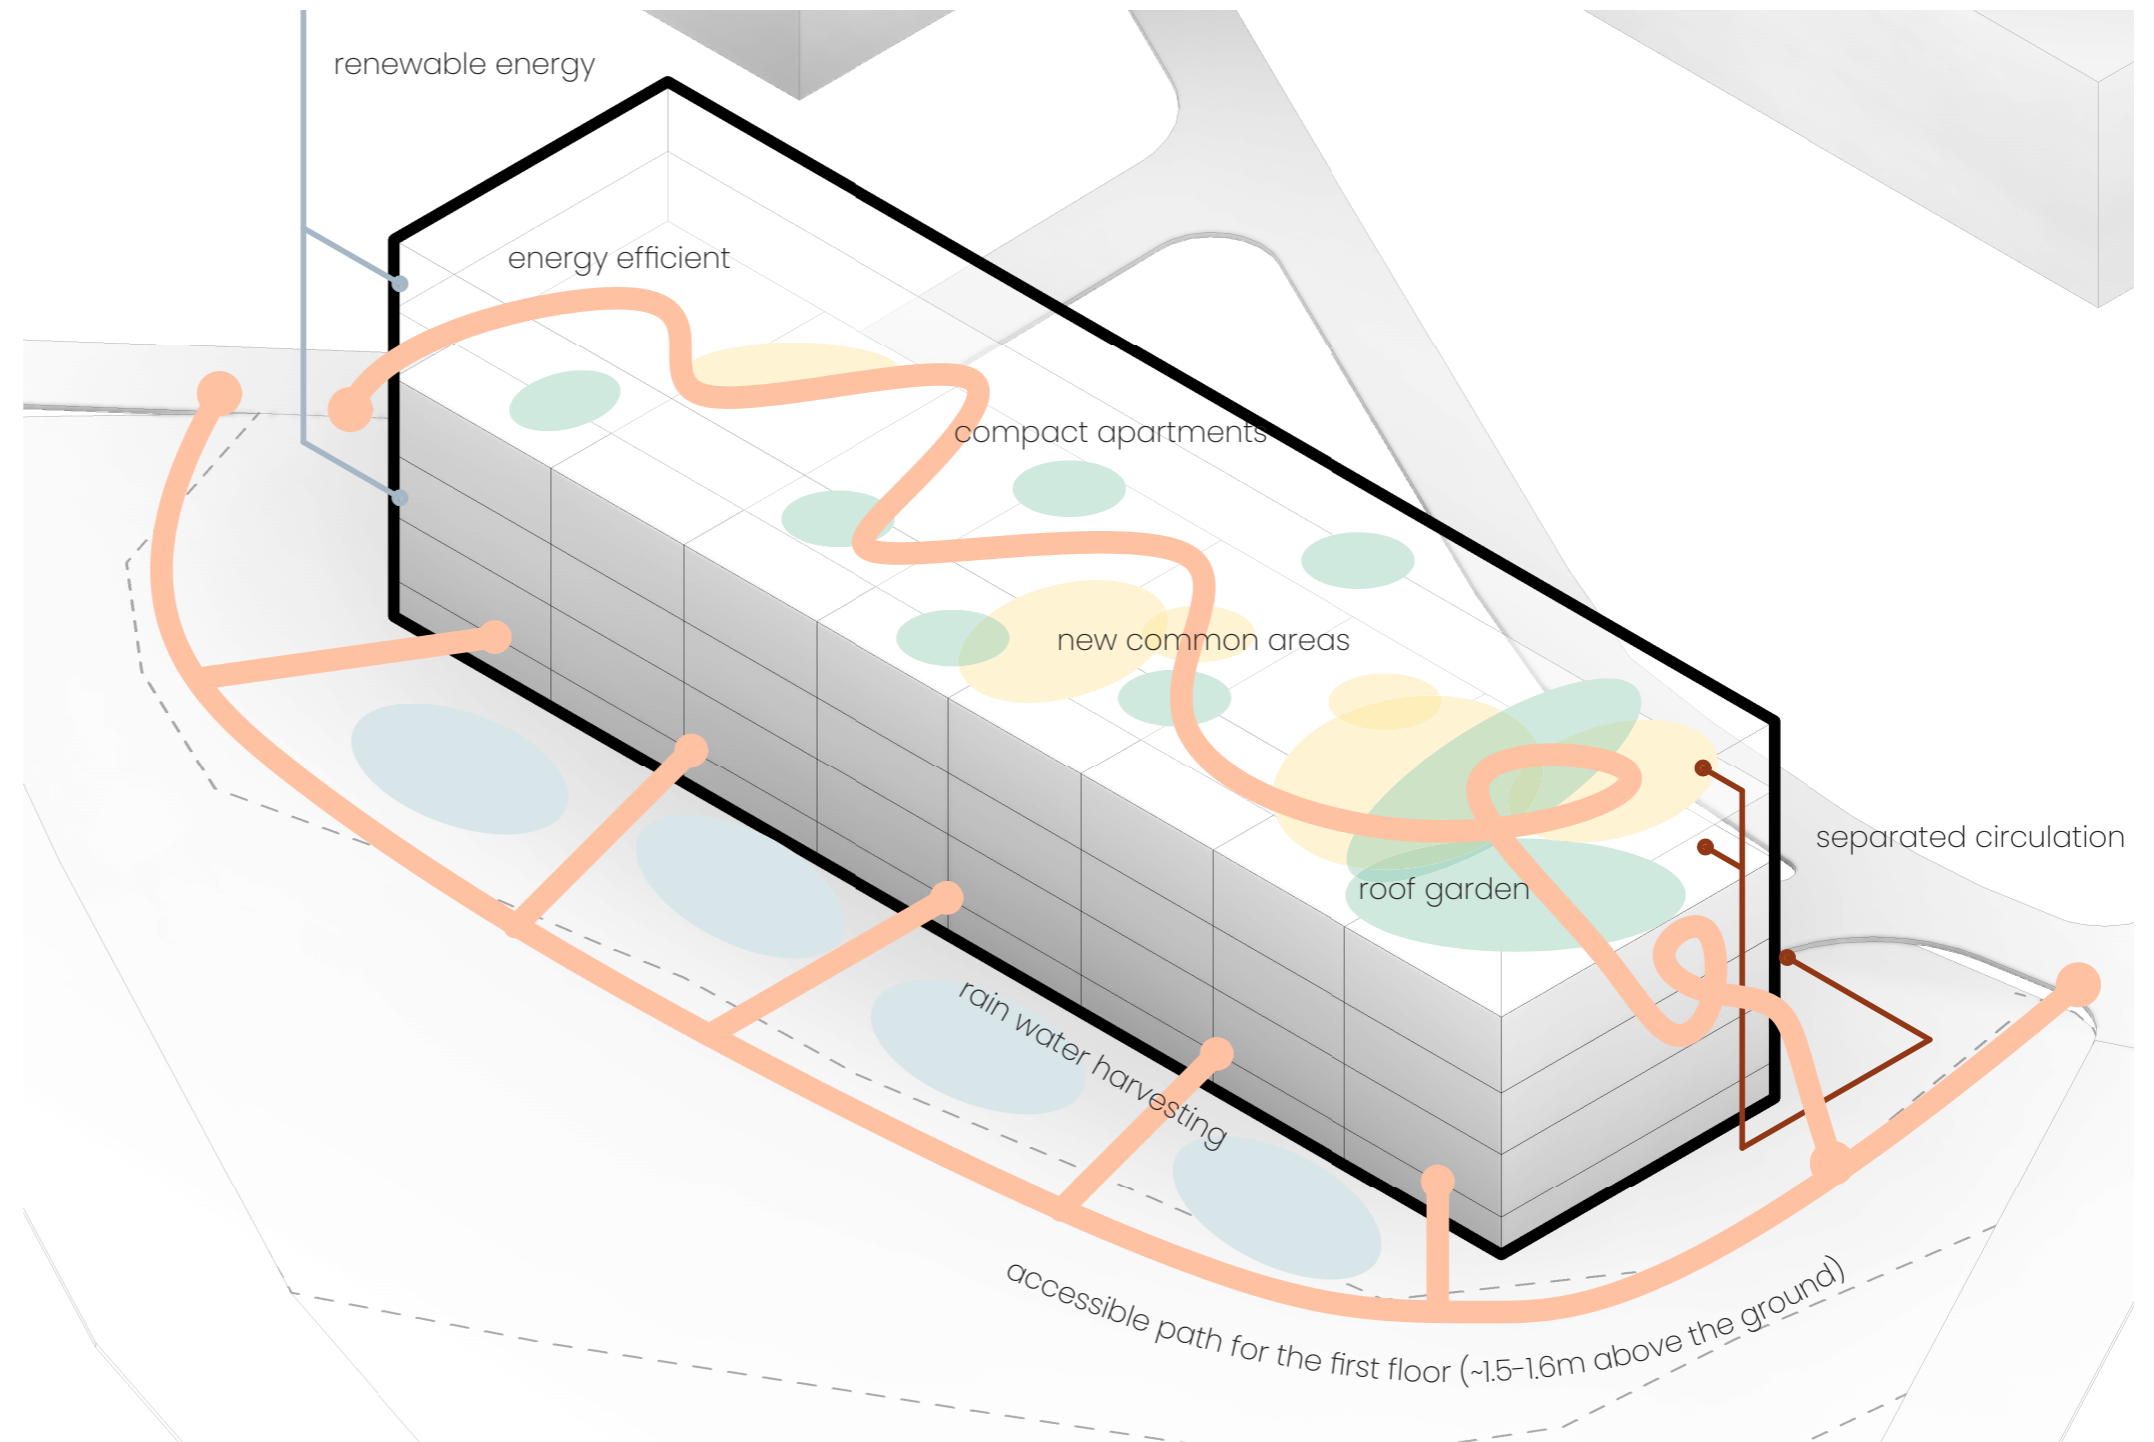 renewable energy
energy efficient
compact apartments
new common areas
separated circulation
roof garden
rain water harvesting
accessible path for the first floor (~1.5-1.6m above the ground)